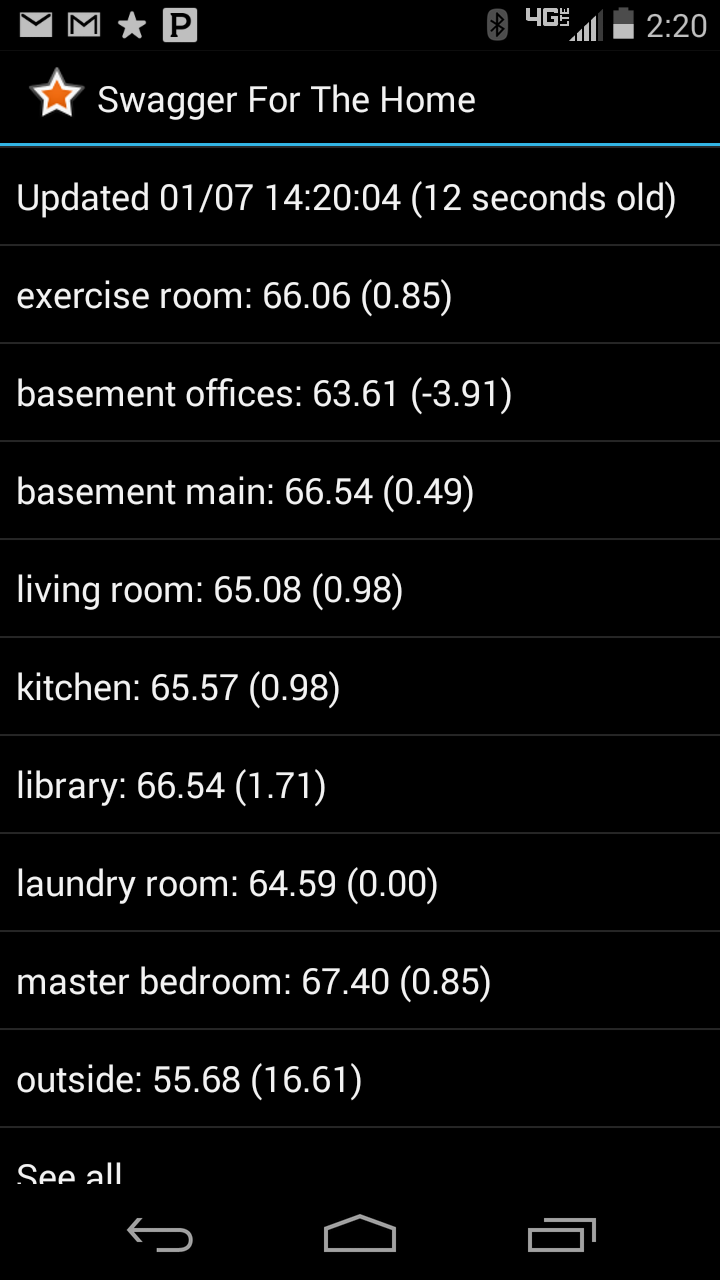 P 4G LTE 2:20
Swagger For The Home
Updated 01/07 14:20:04 (12 seconds old)
exercise room: 66.06 (0.85)
basement offices: 63.61 (-3.91)
basement main: 66.54 (0.49)
living room: 65.08 (0.98)
kitchen: 65.57 (0.98)
library: 66.54 (1.71)
laundry room: 64.59 (0.00)
master bedroom: 67.40 (0.85)
outside: 55.68 (16.61)
See all